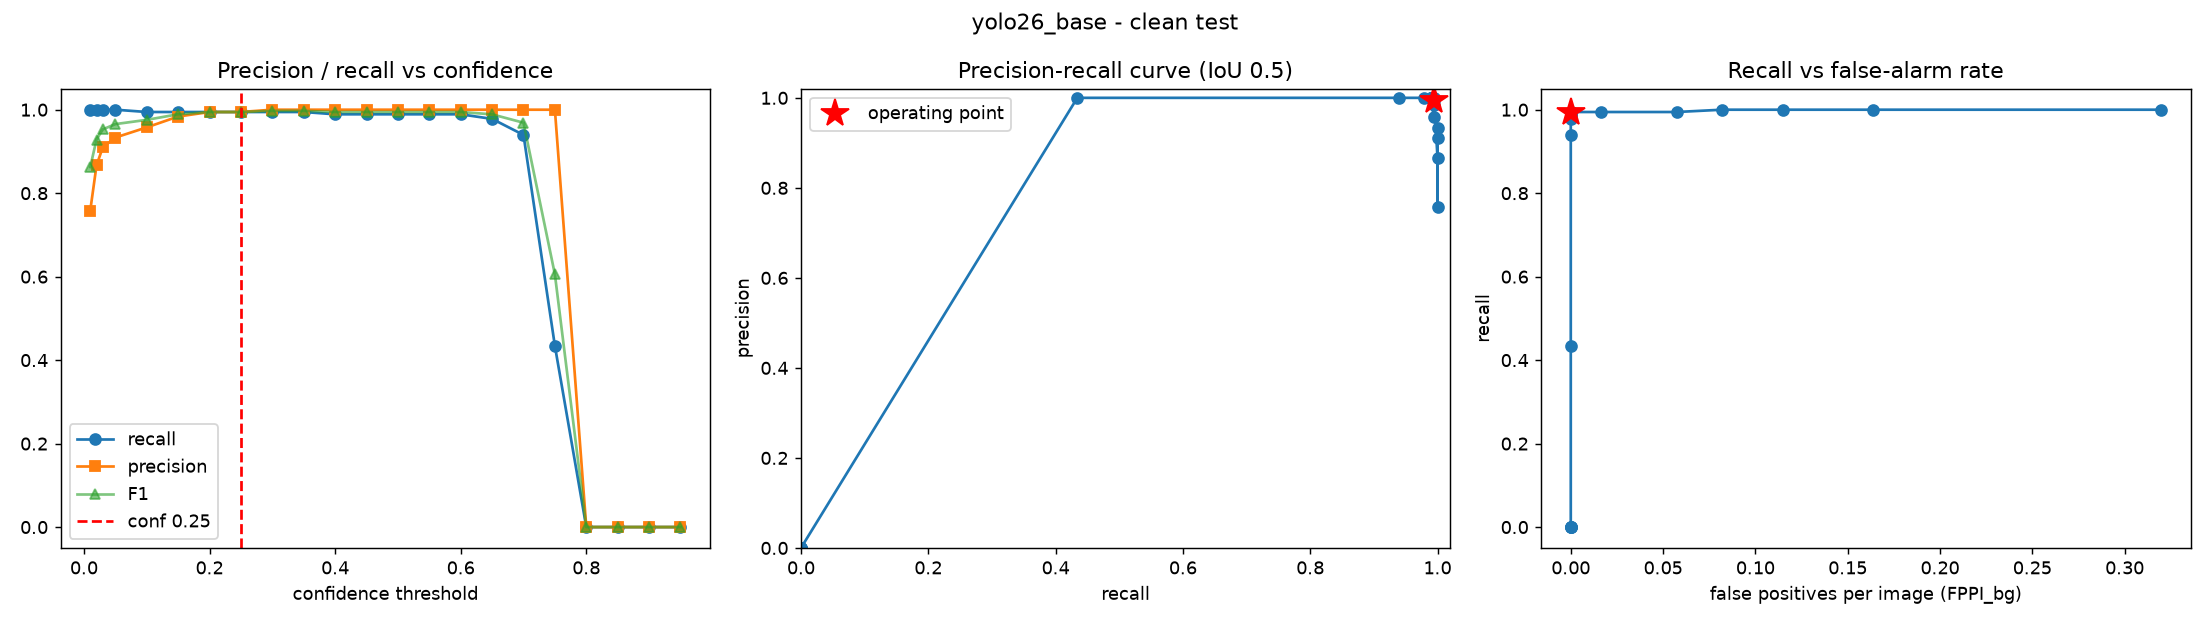 yolo26_base - clean test
Precision / recall vs confidence
1.0
0.8
0.6
0.4
0.2
0.0
recall
precision
F1
conf 0.25
0.0 0.2 0.4 0.6 0.8
confidence threshold
Precision-recall curve (IoU 0.5)
precision
1.0
0.8
0.6
0.4
0.2
0.0
operating point
0.0 0.2 0.4 0.6 0.8 1.0
recall
Recall vs false-alarm rate
recall
1.0
0.8
0.6
0.4
0.2
0.0
0.00 0.05 0.10 0.15 0.20 0.25 0.30
false positives per image (FPPI_bg)